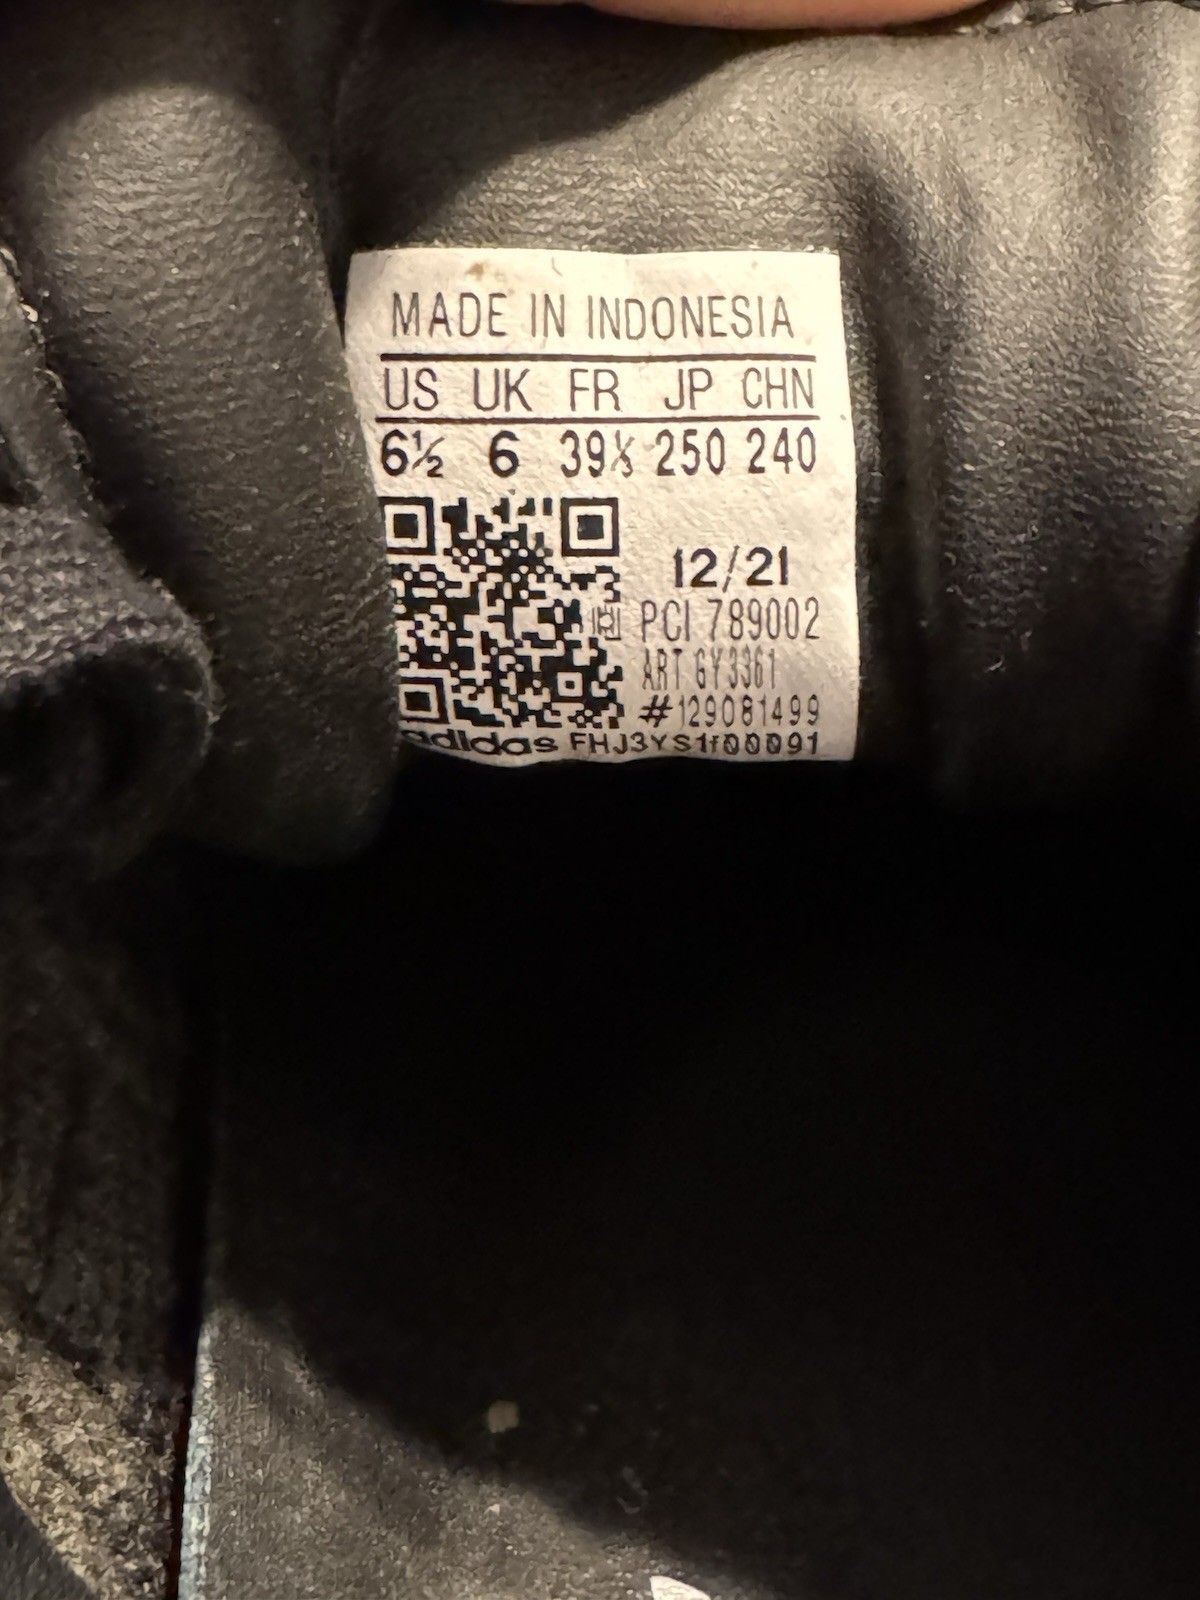 MADE IN INDONESIA
US UK FR JP CHN
6½ 6 39⅓ 250 240
12/21
PCI 789002
ART GY3361
#129081499
adidas FHJ3YS1f00091